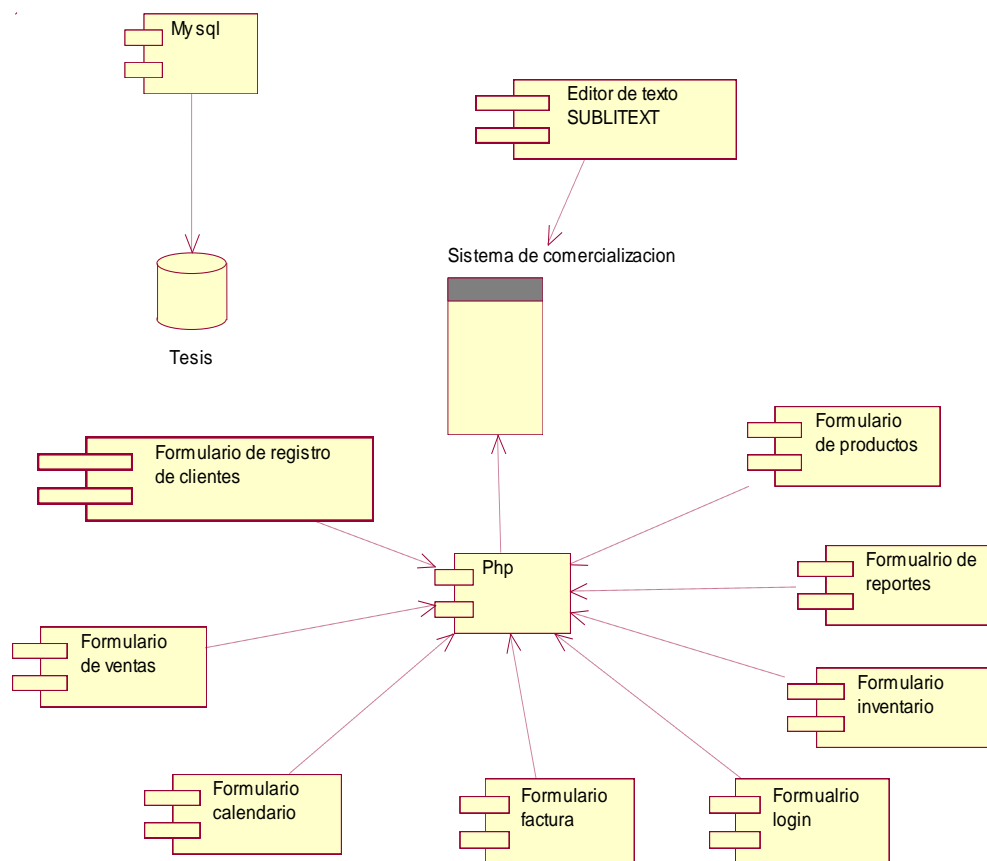 Mysql
Editor de texto
SUBLITEXT
Sistema de comercializacion
Tesis
Formulario
de productos
Formulario de registro
de clientes
Php
Formualrio de
reportes
Formulario
de ventas
Formulario
inventario
Formulario
calendario
Formulario
factura
Formualrio
login